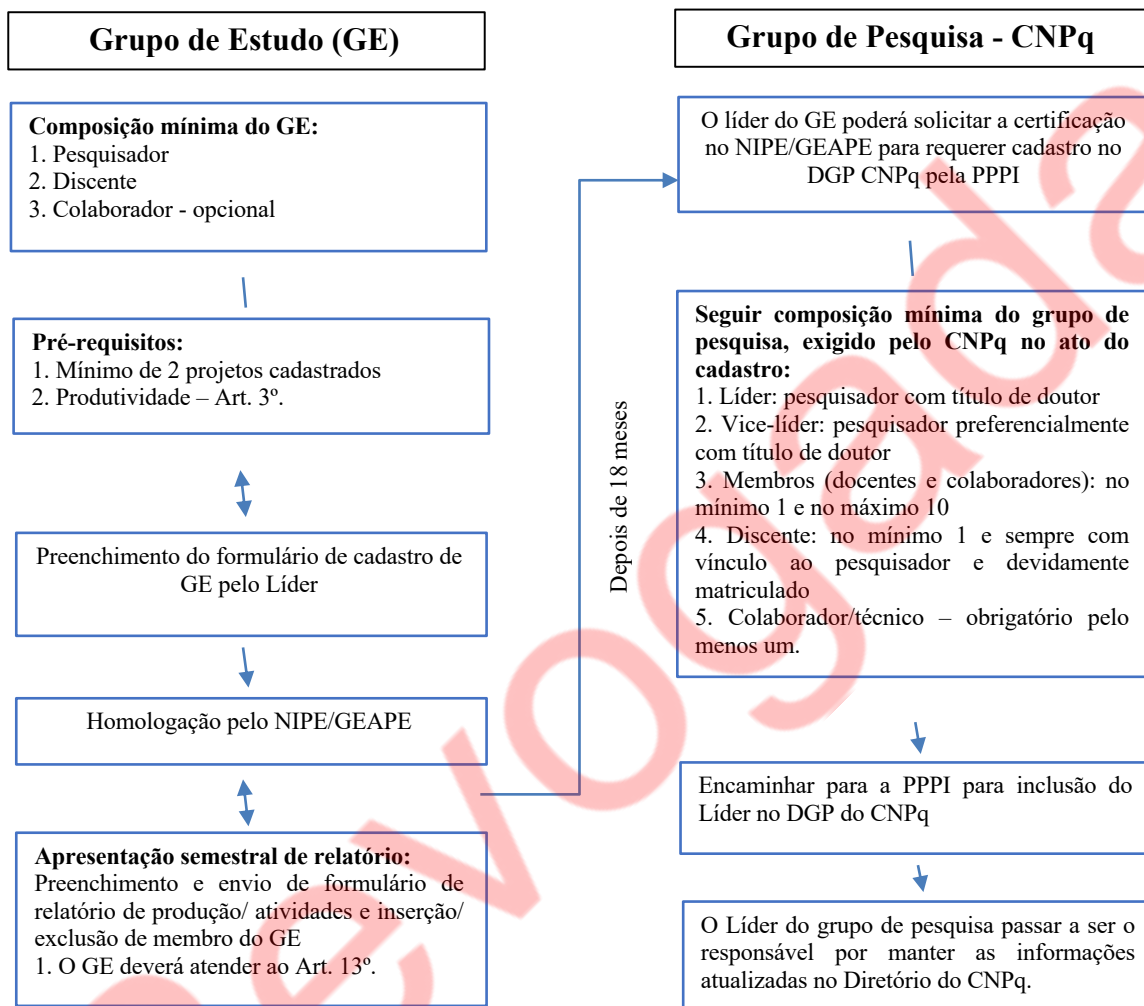 Grupo de Estudo (GE)
Composição mínima do GE:
1. Pesquisador
2. Discente
3. Colaborador - opcional
Pré-requisitos:
1. Mínimo de 2 projetos cadastrados
2. Produtividade – Art. 3º.
Preenchimento do formulário de cadastro de
GE pelo Líder
Homologação pelo NIPE/GEAPE
Apresentação semestral de relatório:
Preenchimento e envio de formulário de
relatório de produção/ atividades e inserção/
exclusão de membro do GE
1. O GE deverá atender ao Art. 13º.
Depois de 18 meses
Grupo de Pesquisa - CNPq
O líder do GE poderá solicitar a certificação
no NIPE/GEAPE para requerer cadastro no
DGP CNPq pela PPPI
Seguir composição mínima do grupo de
pesquisa, exigido pelo CNPq no ato do
cadastro:
1. Líder: pesquisador com título de doutor
2. Vice-líder: pesquisador preferencialmente
com título de doutor
3. Membros (docentes e colaboradores): no
mínimo 1 e no máximo 10
4. Discente: no mínimo 1 e sempre com
vínculo ao pesquisador e devidamente
matriculado
5. Colaborador/técnico – obrigatório pelo
menos um.
Encaminhar para a PPPI para inclusão do
Líder no DGP do CNPq
O Líder do grupo de pesquisa passar a ser o
responsável por manter as informações
atualizadas no Diretório do CNPq.
evogada